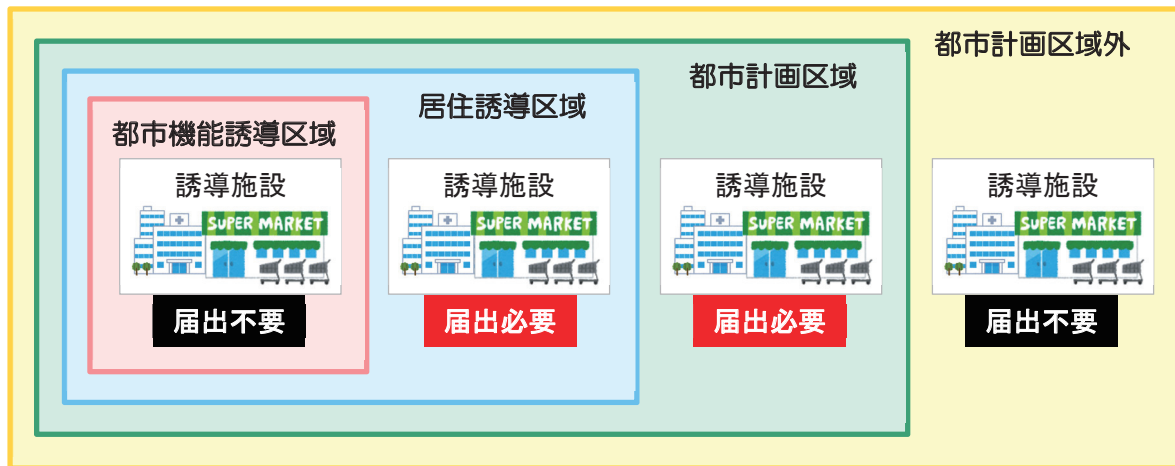 都市計画区域外
都市計画区域
居住誘導区域
都市機能誘導区域
誘導施設
SUPER MARKET
届出不要
誘導施設
SUPER MARKET
届出必要
誘導施設
SUPER MARKET
届出必要
誘導施設
SUPER MARKET
届出不要